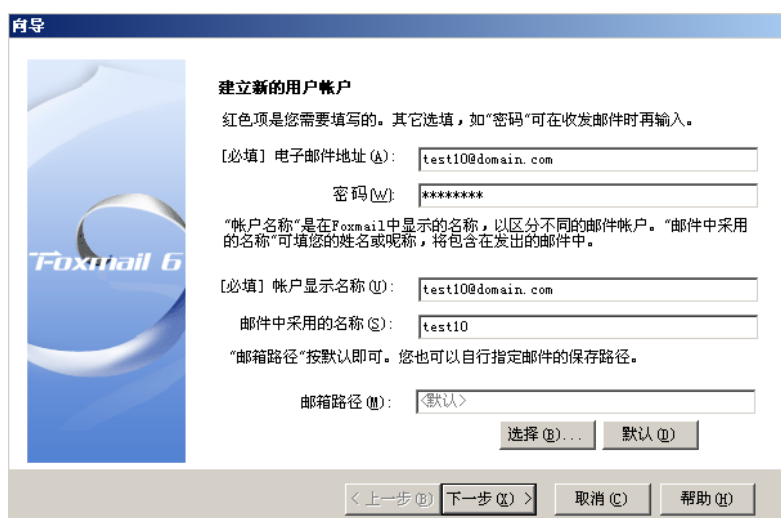 向导
建立新的用户帐户
红色项是您需要填写的。其它选填，如"密码"可在收发邮件时再输入。
[必填] 电子邮件地址(A): test10@domain.com
密码(W): ********
"帐户名称"是在Foxmail中显示的名称，以区分不同的邮件帐户。"邮件中采用
的名称"可填您的姓名或昵称，将包含在发出的邮件中。
Foxmail 6
[必填] 帐户显示名称(U): test10@domain.com
邮件中采用的名称(S): test10
"邮箱路径"按默认即可。您也可以自行指定邮件的保存路径。
邮箱路径(M): <默认>
选择(B)... 默认(D)
< 上一步(B) 下一步(X) > 取消(C) 帮助(H)